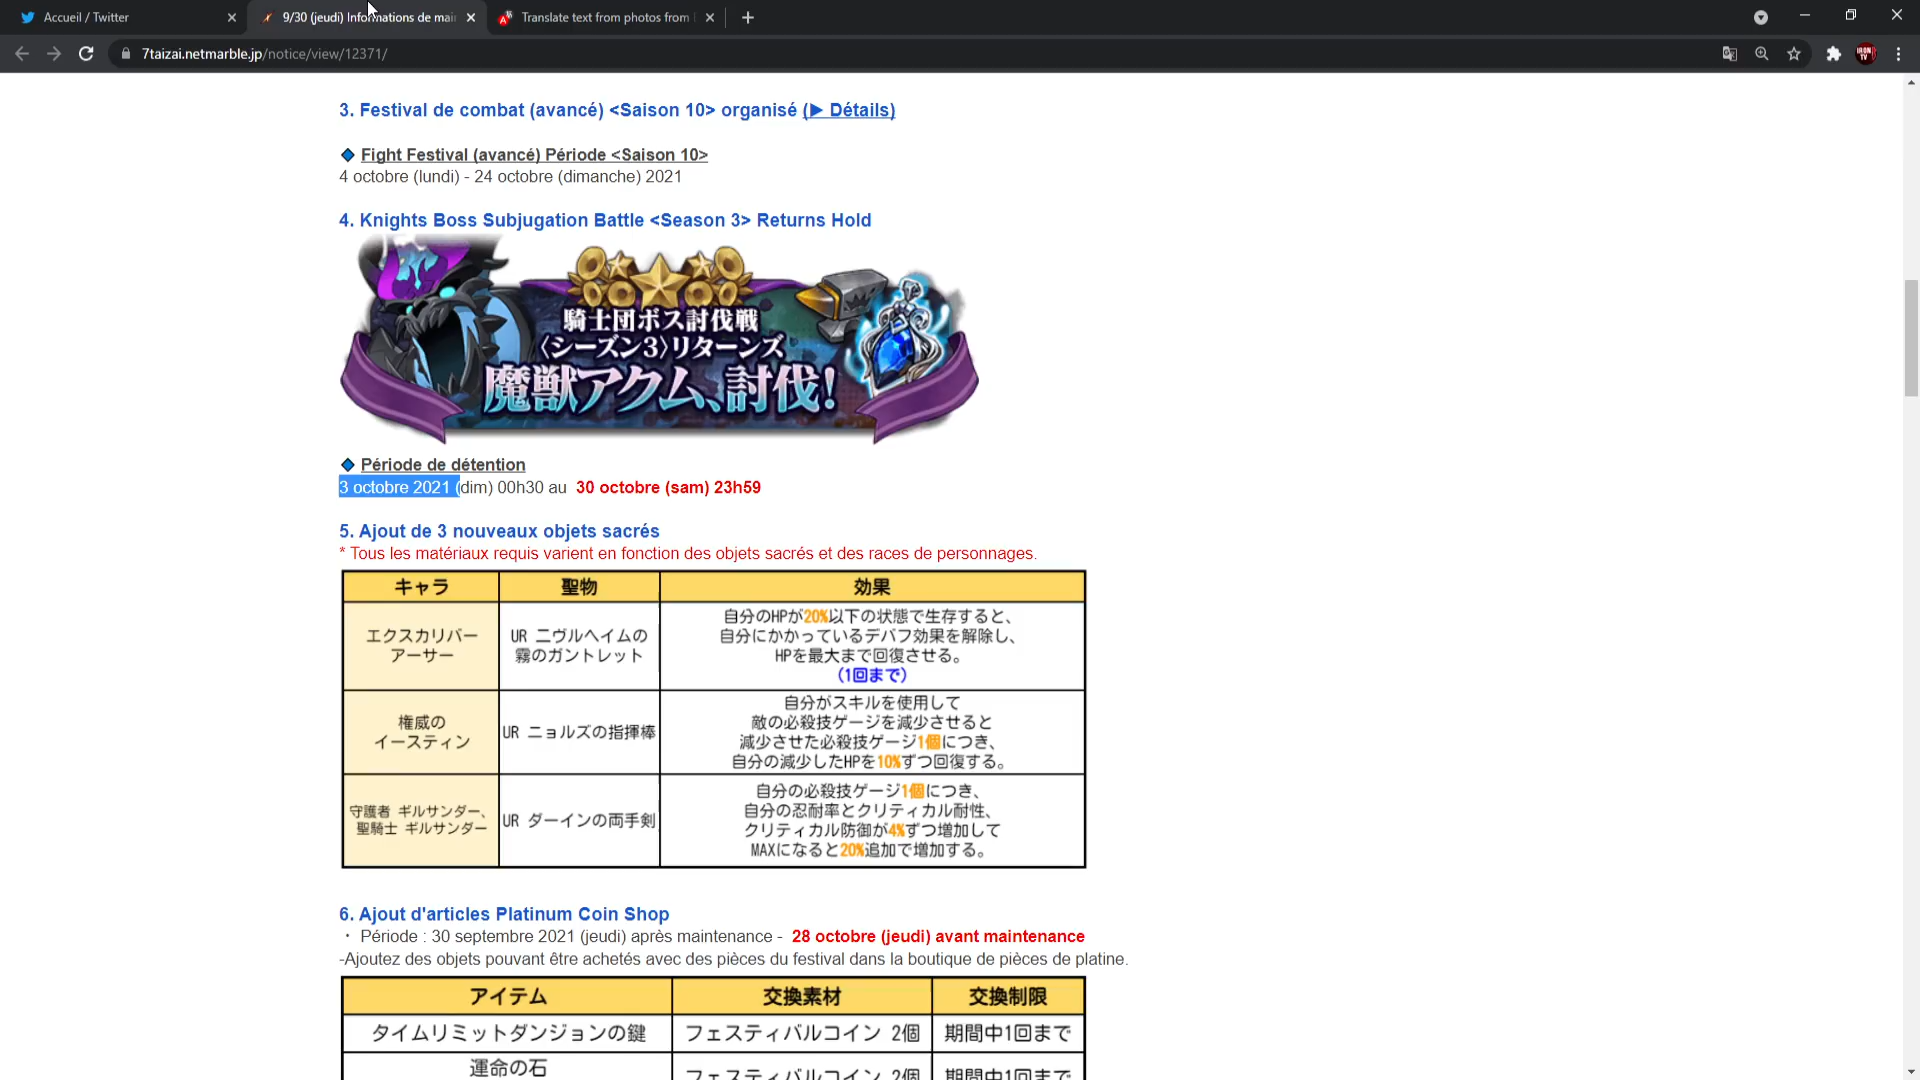 Accueil / Twitter
9/30 (jeudi) Informations de mai
Translate text from photos from
7taizai.netmarble.jp/notice/view/12371/
3. Festival de combat (avancé) <Saison 10> organisé (▶ Détails)
◆ Fight Festival (avancé) Période <Saison 10>
4 octobre (lundi) - 24 octobre (dimanche) 2021
4. Knights Boss Subjugation Battle <Season 3> Returns Hold
騎士団ボス討伐戦
〈シーズン3〉リターンズ
魔獣アクム、討伐!
◆ Période de détention
3 octobre 2021 (dim) 00h30 au 30 octobre (sam) 23h59
5. Ajout de 3 nouveaux objets sacrés
* Tous les matériaux requis varient en fonction des objets sacrés et des races de personnages.
キャラ 聖物 効果
エクスカリバー
アーサー
UR ニヴルヘイムの
霧のガントレット
自分のHPが20%以下の状態で生存すると、
自分にかかっているデバフ効果を解除し、
HPを最大まで回復させる。
(1回まで)
権威の
イースティン
UR ニョルズの指揮棒
自分がスキルを使用して
敵の必殺技ゲージを減少させると
減少させた必殺技ゲージ1個につき、
自分の減少したHPを10%ずつ回復する。
守護者 ギルサンダー、
聖騎士 ギルサンダー
UR ダーインの両手剣
自分の必殺技ゲージ1個につき、
自分の忍耐率とクリティカル耐性、
クリティカル防御が4%ずつ増加して
MAXになると20%追加で増加する。
6. Ajout d'articles Platinum Coin Shop
・ Période : 30 septembre 2021 (jeudi) après maintenance - 28 octobre (jeudi) avant maintenance
-Ajoutez des objets pouvant être achetés avec des pièces du festival dans la boutique de pièces de platine.
アイテム 交換素材 交換制限
タイムリミットダンジョンの鍵 フェスティバルコイン 2個 期間中1回まで
運命の石
フェスティバルコイン 2個 期間中1回まで